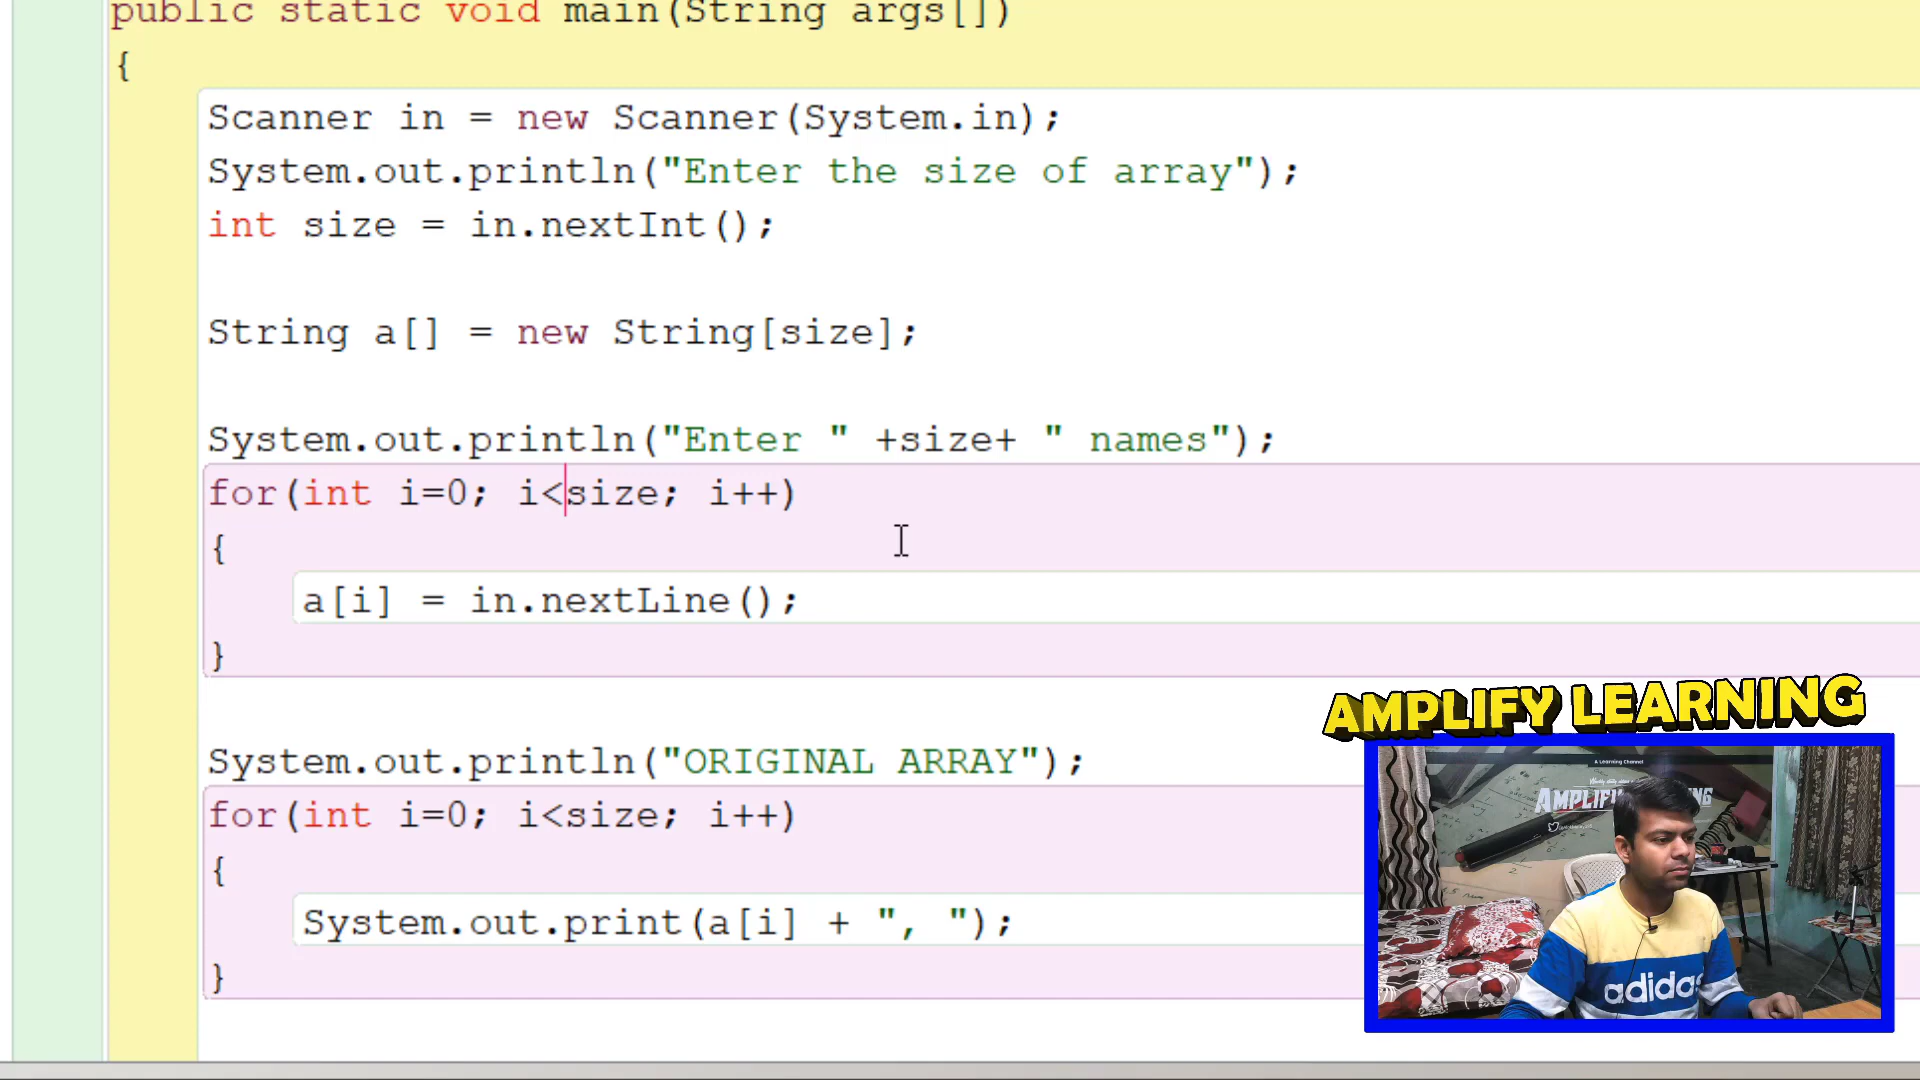 public static void main(String args[])
{
Scanner in = new Scanner(System.in);
System.out.println("Enter the size of array");
int size = in.nextInt();
String a[] = new String[size];
System.out.println("Enter " +size+ " names");
for(int i=0; i<size; i++)
{
a[i] = in.nextLine();
}
System.out.println("ORIGINAL ARRAY");
for(int i=0; i<size; i++)
{
System.out.print(a[i] + ", ");
}
AMPLIFY LEARNING
A Learning Channel
adidas